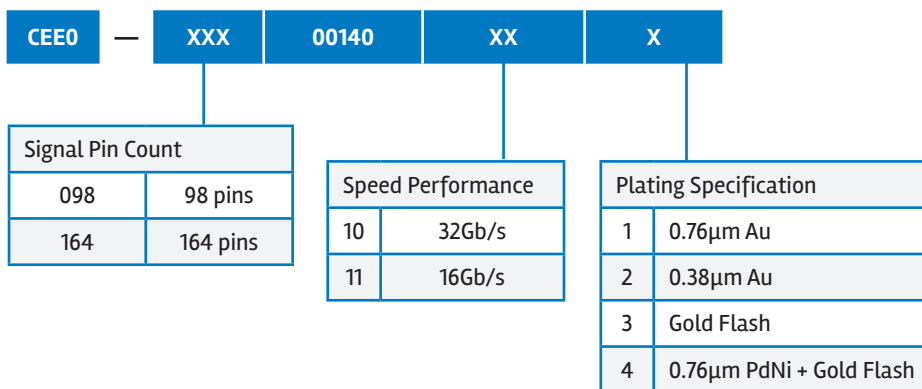 CEE0 — XXX 00140 XX X
Signal Pin Count
098 98 pins
164 164 pins
Speed Performance
10 32Gb/s
11 16Gb/s
Plating Specification
1 0.76µm Au
2 0.38µm Au
3 Gold Flash
4 0.76µm PdNi + Gold Flash